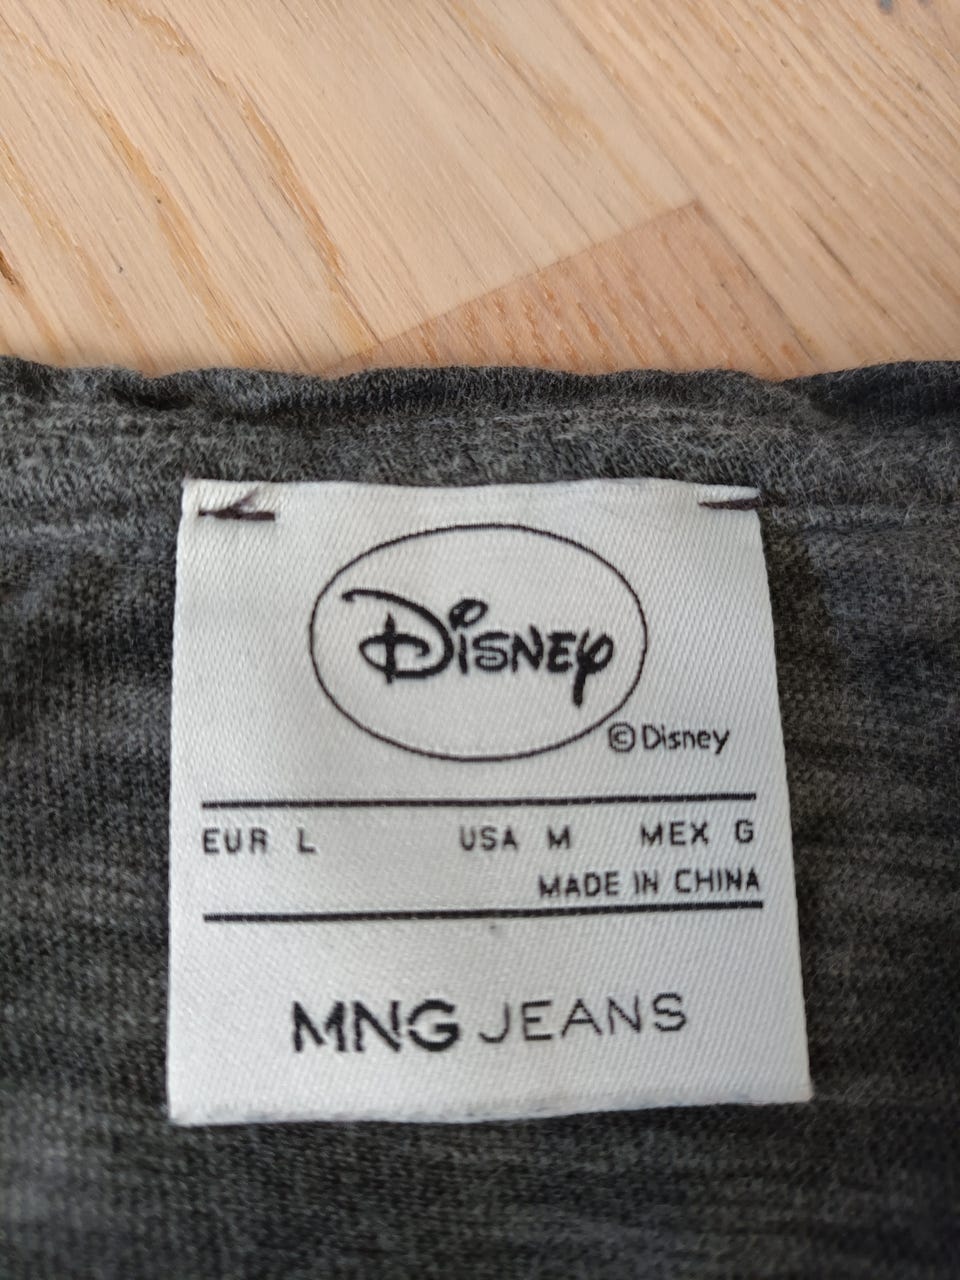 Disney
©Disney
EUR L USA M MEX G
MADE IN CHINA
MNG JEANS